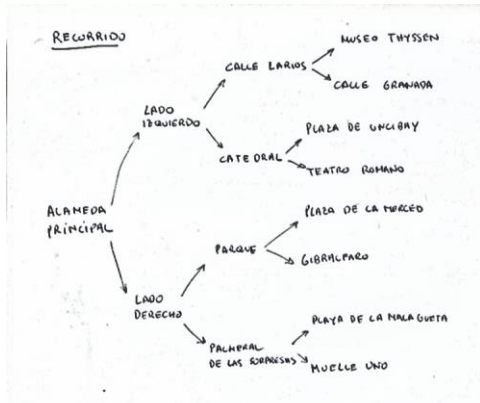 RECORRIDO
MUSEO THYSSEN
CALLE LARIOS
CALLE GRANADA
LADO
IZQUIERDO
PLAZA DE UNCIBAY
CATEDRAL
TEATRO ROMANO
ALAMEDA
PRINCIPAL
PLAZA DE LA MERCED
PARQUE
GIBRALFARO
LADO
DERECHO
PLAYA DE LA MALAGUETA
PALMERAL
DE LAS SORPRESAS
MUELLE UNO